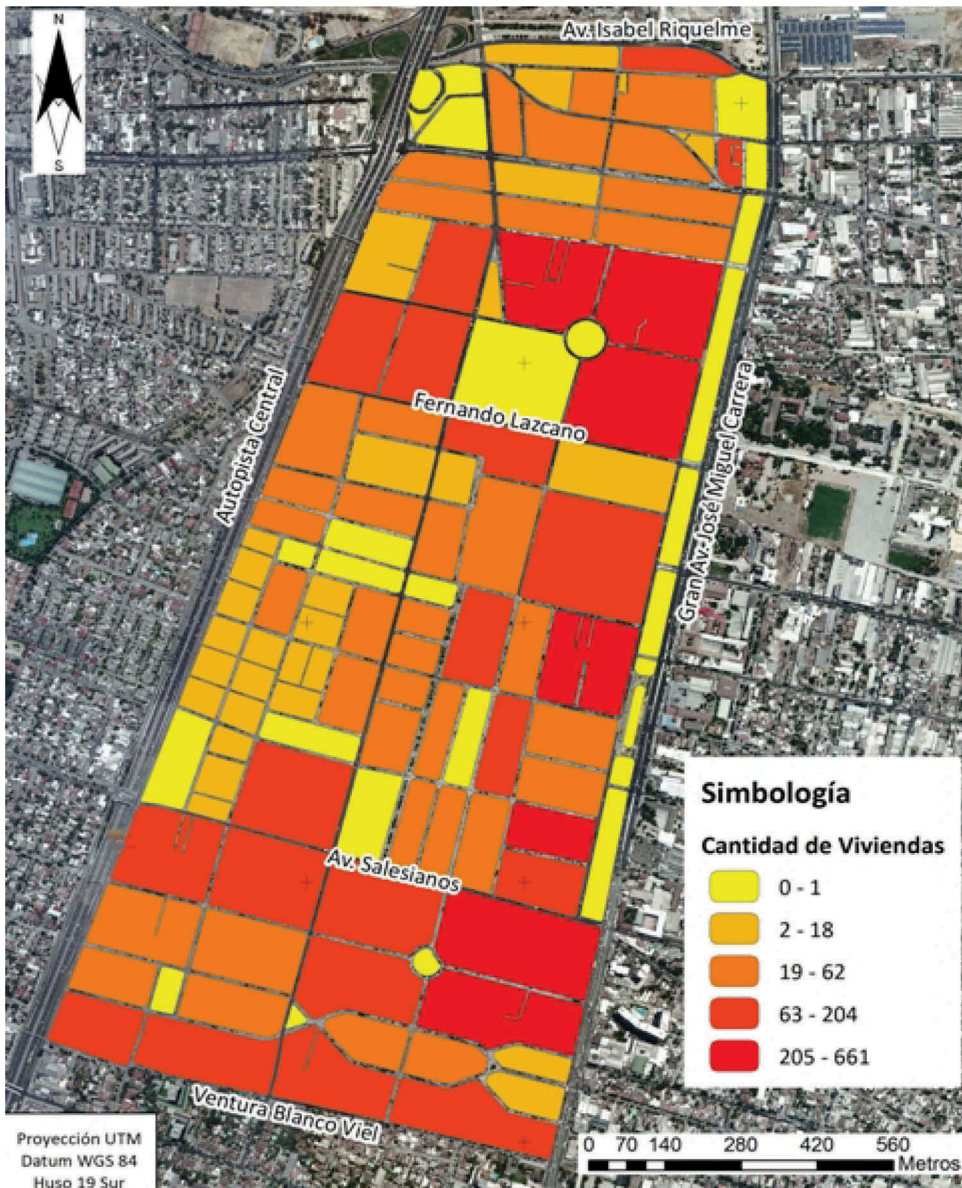 N
S
Av. Isabel Riquelme
Autopista Central
Fernando Lazcano
Gran Av. José Miguel Carrera
Av. Salesianos
Ventura Blanco Viel
Simbología
Cantidad de Viviendas
0 - 1
2 - 18
19 - 62
63 - 204
205 - 661
Proyección UTM
Datum WGS 84
Huso 19 Sur
0 70 140 280 420 560
Metros